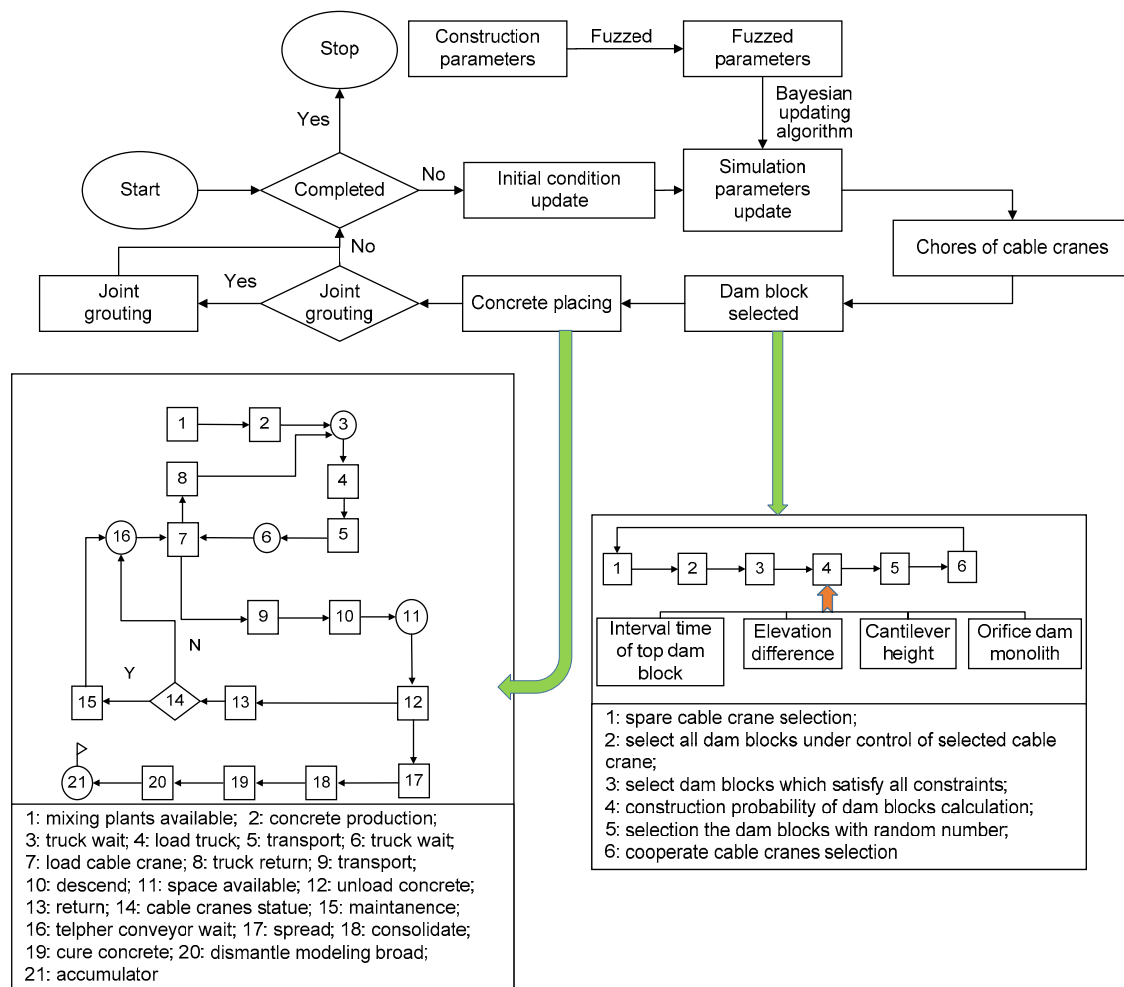 Stop
Construction
parameters
Fuzzed
Fuzzed
parameters
Yes
Bayesian
updating
algorithm
Start
Completed
No
Initial condition
update
Simulation
parameters
update
Chores of cable cranes
No
Joint
grouting
Yes
Joint
grouting
Concrete placing
Dam block
selected
1
2
3
8
4
16
7
6
5
9
10
11
N
Y
15
14
13
12
21
20
19
18
17
1: mixing plants available; 2: concrete production;
3: truck wait; 4: load truck; 5: transport; 6: truck wait;
7: load cable crane; 8: truck return; 9: transport;
10: descend; 11: space available; 12: unload concrete;
13: return; 14: cable cranes statue; 15: maintanence;
16: telpher conveyor wait; 17: spread; 18: consolidate;
19: cure concrete; 20: dismantle modeling broad;
21: accumulator
1
2
3
4
5
6
Interval time
of top dam
block
Elevation
difference
Cantilever
height
Orifice dam
monolith
1: spare cable crane selection;
2: select all dam blocks under control of selected cable
crane;
3: select dam blocks which satisfy all constraints;
4: construction probability of dam blocks calculation;
5: selection the dam blocks with random number;
6: cooperate cable cranes selection